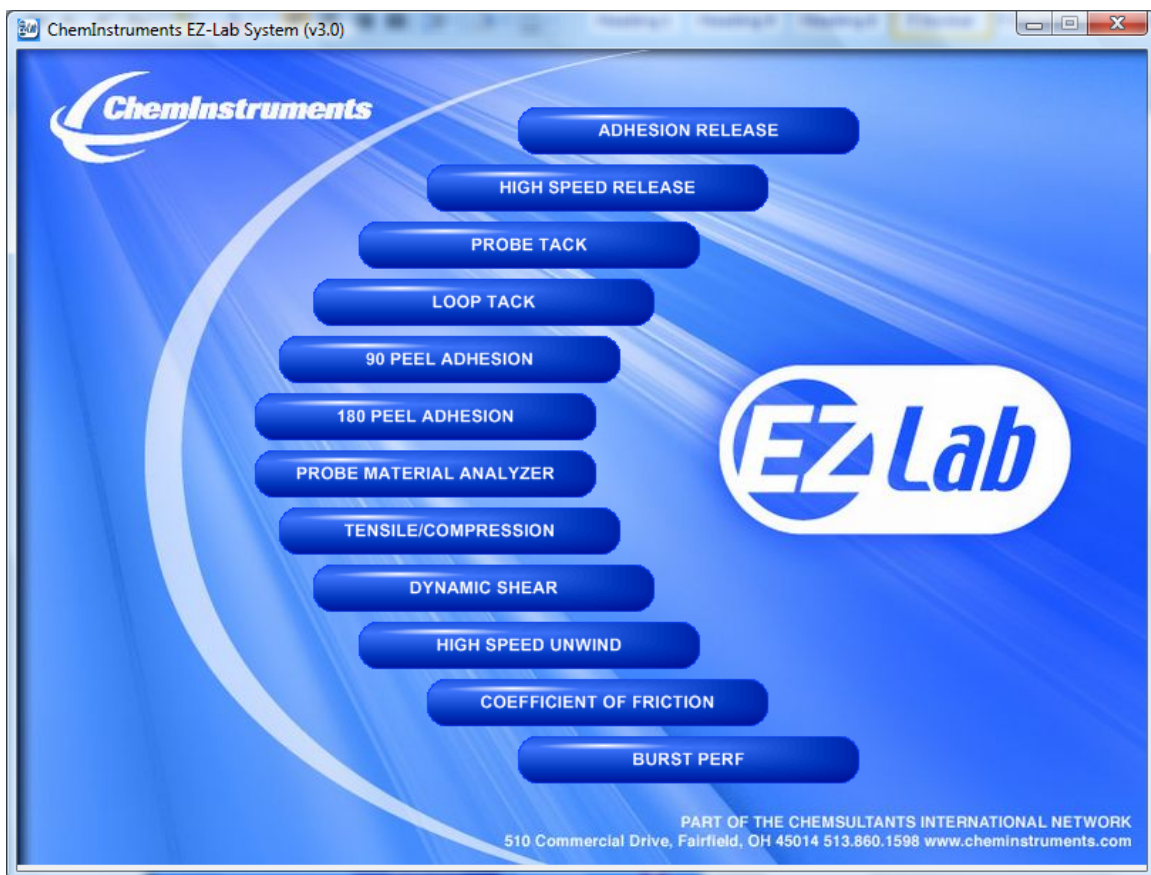 ChemInstruments EZ-Lab System (v3.0)
ChemInstruments
ADHESION RELEASE
HIGH SPEED RELEASE
PROBE TACK
LOOP TACK
90 PEEL ADHESION
180 PEEL ADHESION
PROBE MATERIAL ANALYZER
TENSILE/COMPRESSION
DYNAMIC SHEAR
HIGH SPEED UNWIND
COEFFICIENT OF FRICTION
BURST PERF
EZ Lab
PART OF THE CHEMSULTANTS INTERNATIONAL NETWORK
510 Commercial Drive, Fairfield, OH 45014 513.860.1598 www.cheminstruments.com